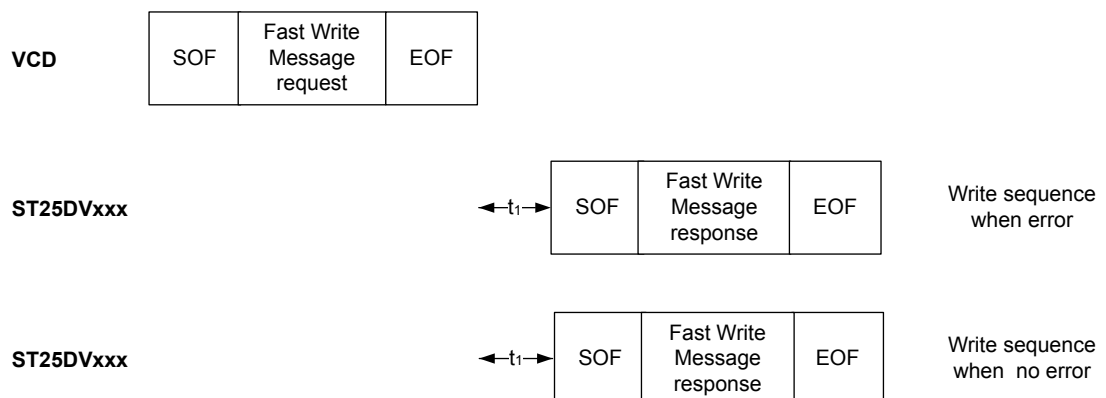 VCD
SOF
Fast Write
Message
request
EOF
ST25DVxxx
t₁
SOF
Fast Write
Message
response
EOF
Write sequence
when error
ST25DVxxx
t₁
SOF
Fast Write
Message
response
EOF
Write sequence
when no error